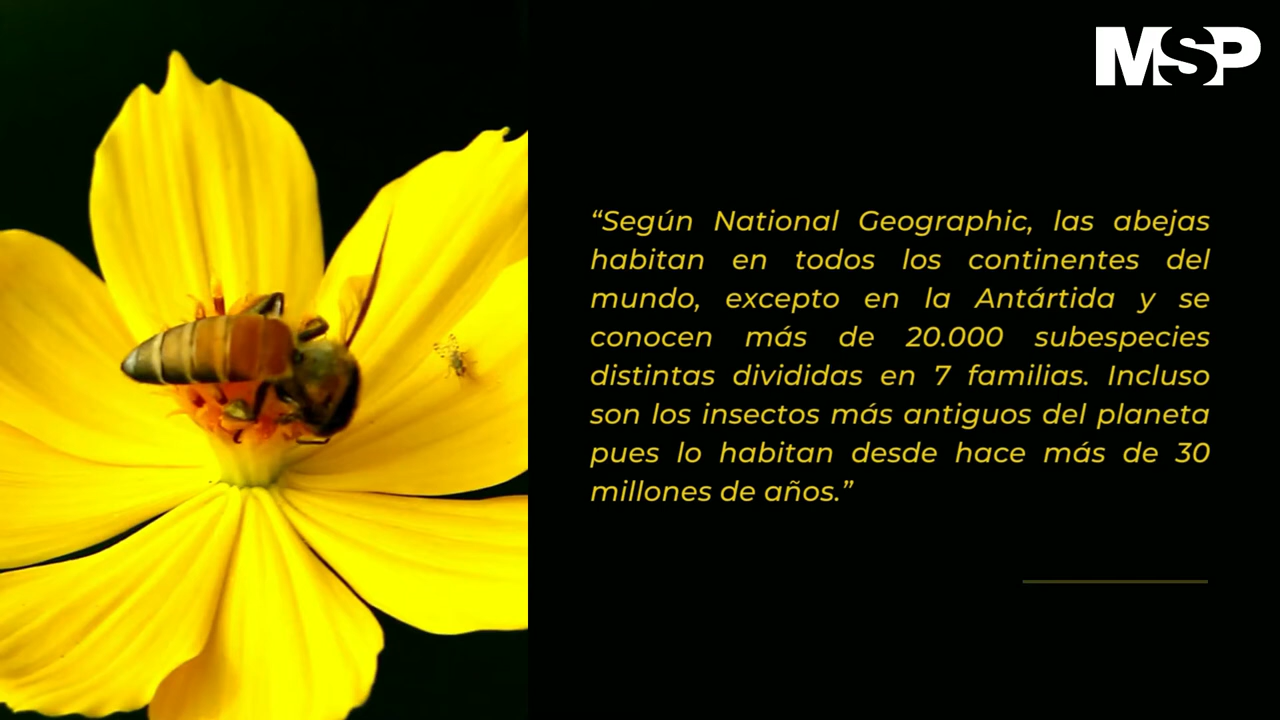 MSP
“Según National Geographic, las abejas
habitan en todos los continentes del
mundo, excepto en la Antártida y se
conocen más de 20.000 subespecies
distintas divididas en 7 familias. Incluso
son los insectos más antiguos del planeta
pues lo habitan desde hace más de 30
millones de años.”